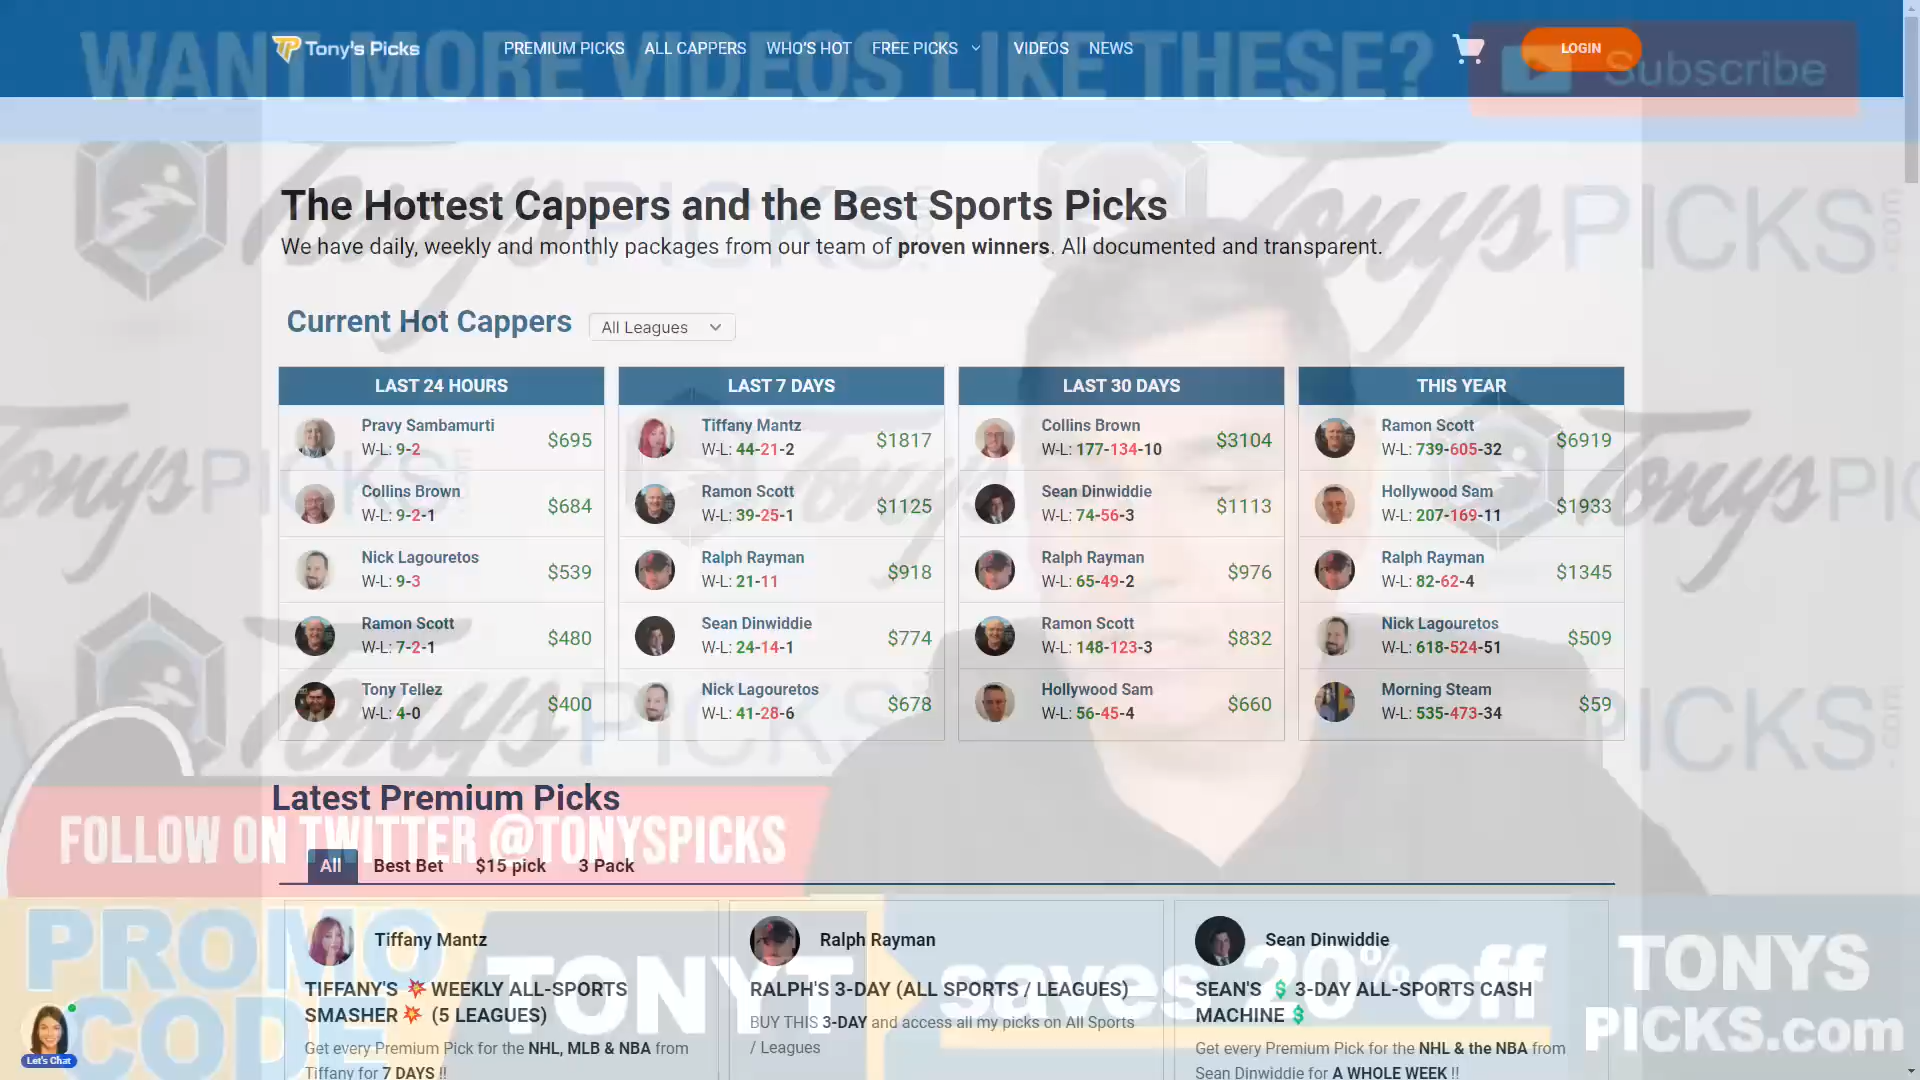 WANT MORE VIDEOS LIKE THESE?
Subscribe
TP Tony's Picks
PREMIUM PICKS ALL CAPPERS WHO'S HOT FREE PICKS VIDEOS NEWS
LOGIN
The Hottest Cappers and the Best Sports Picks
We have daily, weekly and monthly packages from our team of proven winners. All documented and transparent.
Current Hot Cappers
All Leagues
LAST 24 HOURS
Pravy Sambamurti
W-L: 9-2
$695
Collins Brown
W-L: 9-2-1
$684
Nick Lagouretos
W-L: 9-3
$539
Ramon Scott
W-L: 7-2-1
$480
Tony Tellez
W-L: 4-0
$400
LAST 7 DAYS
Tiffany Mantz
W-L: 44-21-2
$1817
Ramon Scott
W-L: 39-25-1
$1125
Ralph Rayman
W-L: 21-11
$918
Sean Dinwiddie
W-L: 24-14-1
$774
Nick Lagouretos
W-L: 41-28-6
$678
LAST 30 DAYS
Collins Brown
W-L: 177-134-10
$3104
Sean Dinwiddie
W-L: 74-56-3
$1113
Ralph Rayman
W-L: 65-49-2
$976
Ramon Scott
W-L: 148-123-3
$832
Hollywood Sam
W-L: 56-45-4
$660
THIS YEAR
Ramon Scott
W-L: 739-605-32
$6919
Hollywood Sam
W-L: 207-169-11
$1933
Ralph Rayman
W-L: 82-62-4
$1345
Nick Lagouretos
W-L: 618-524-51
$509
Morning Steam
W-L: 535-473-34
$59
Tonys PICKS
Tonys PICKS.com
Tonys PICKS
Tonys PICKS
Tonys PICKS
PICKS.com
Latest Premium Picks
FOLLOW ON TWITTER @TONYSPICKS
All Best Bet $15 pick 3 Pack
Tiffany Mantz
TIFFANY'S 💥 WEEKLY ALL-SPORTS
SMASHER 💥 (5 LEAGUES)
Get every Premium Pick for the NHL, MLB & NBA from
Tiffany for 7 DAYS !!
Ralph Rayman
RALPH'S 3-DAY (ALL SPORTS / LEAGUES)
BUY THIS 3-DAY and access all my picks on All Sports
/ Leagues
Sean Dinwiddie
SEAN'S 💲 3-DAY ALL-SPORTS CASH
MACHINE 💲
Get every Premium Pick for the NHL & the NBA from
Sean Dinwiddie for A WHOLE WEEK !!
PROMO
CODE
TONYT
saves 20% off
TONYS
PICKS.com
Let's Chat